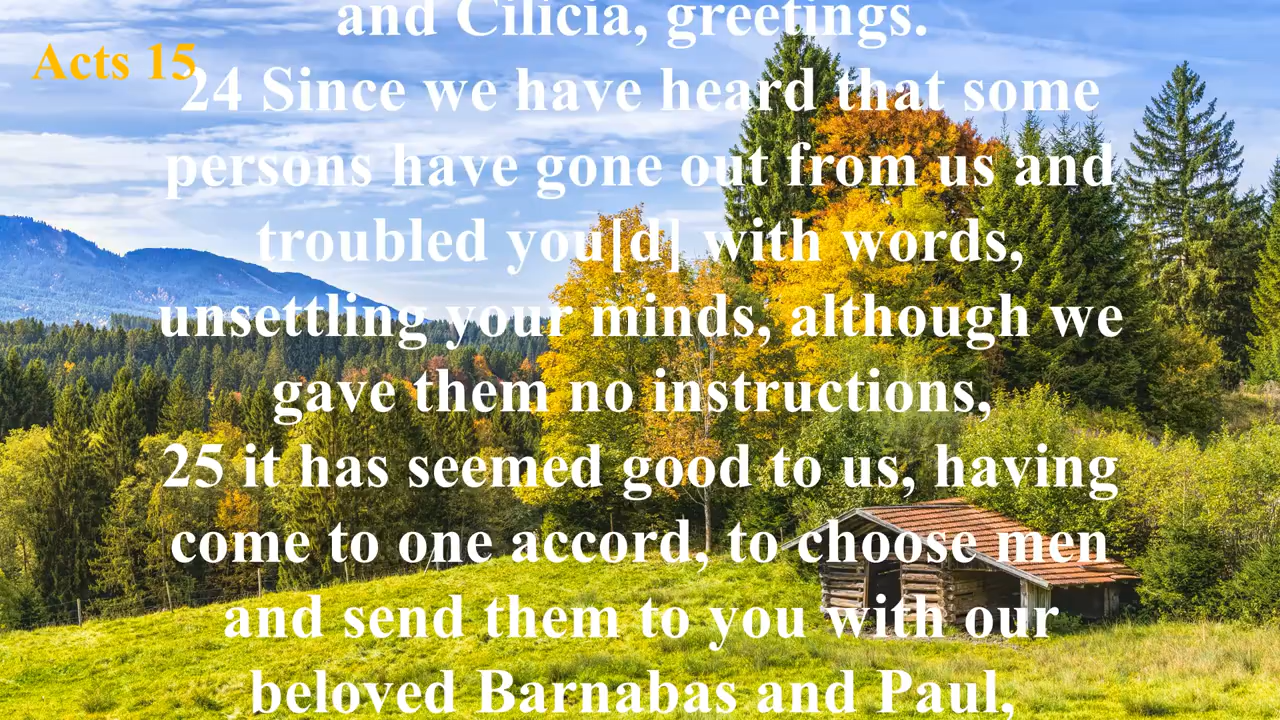 and Cilicia, greetings.
Acts 15
24 Since we have heard that some
persons have gone out from us and
troubled you[d] with words,
unsettling your minds, although we
gave them no instructions,
25 it has seemed good to us, having
come to one accord, to choose men
and send them to you with our
beloved Barnabas and Paul,